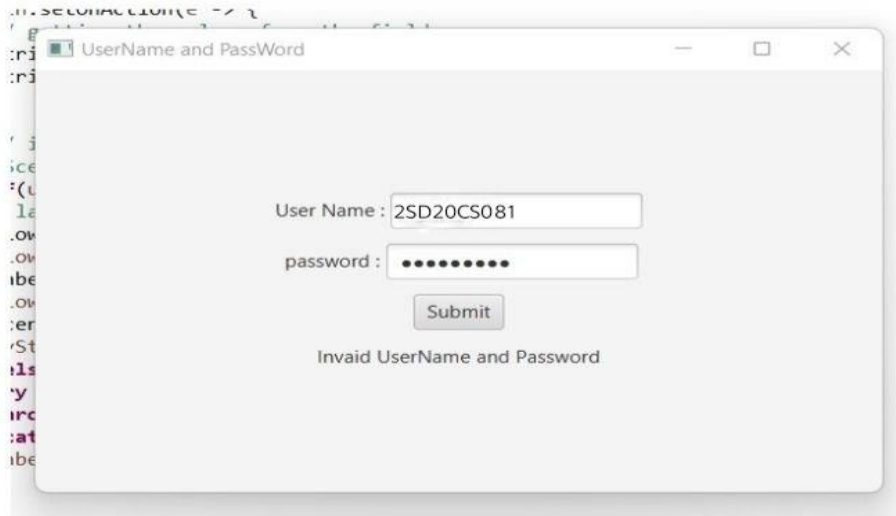 UserName and PassWord
User Name : 2SD20CS081
password :
Submit
Invaid UserName and Password